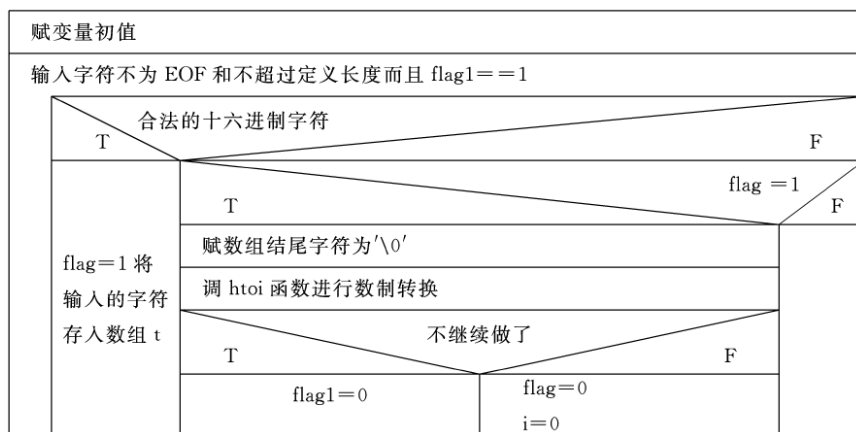 赋变量初值
输入字符不为 EOF 和不超过定义长度而且 flag1==1
合法的十六进制字符
T
F
flag =1
T
F
赋数组结尾字符为'\0'
flag=1 将
输入的字符
存入数组 t
调 htoi 函数进行数制转换
不继续做了
T
F
flag1=0
flag=0
i=0